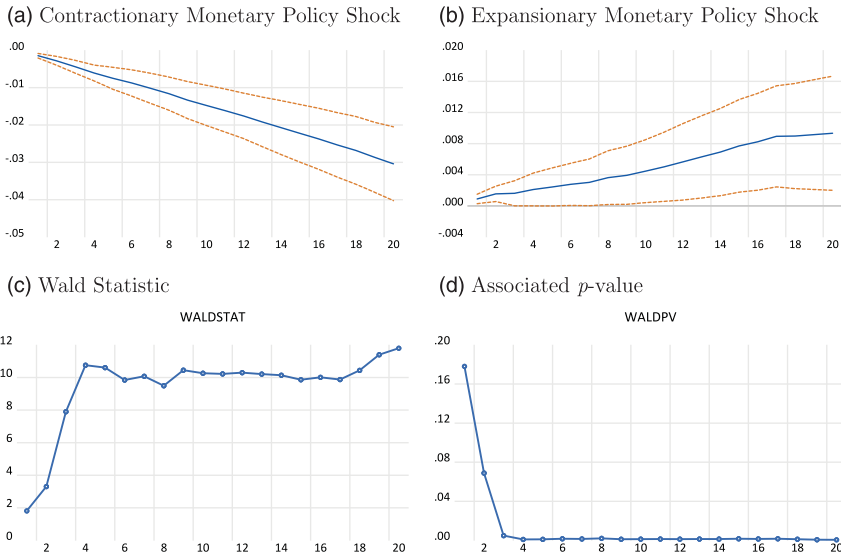 (a) Contractionary Monetary Policy Shock
.00
-.01
-.02
-.03
-.04
-.05
2 4 6 8 10 12 14 16 18 20
(b) Expansionary Monetary Policy Shock
.020
.016
.012
.008
.004
.000
-.004
2 4 6 8 10 12 14 16 18 20
(c) Wald Statistic
WALDSTAT
12
10
8
6
4
2
0
2 4 6 8 10 12 14 16 18 20
(d) Associated p-value
WALDPV
.20
.16
.12
.08
.04
.00
2 4 6 8 10 12 14 16 18 20